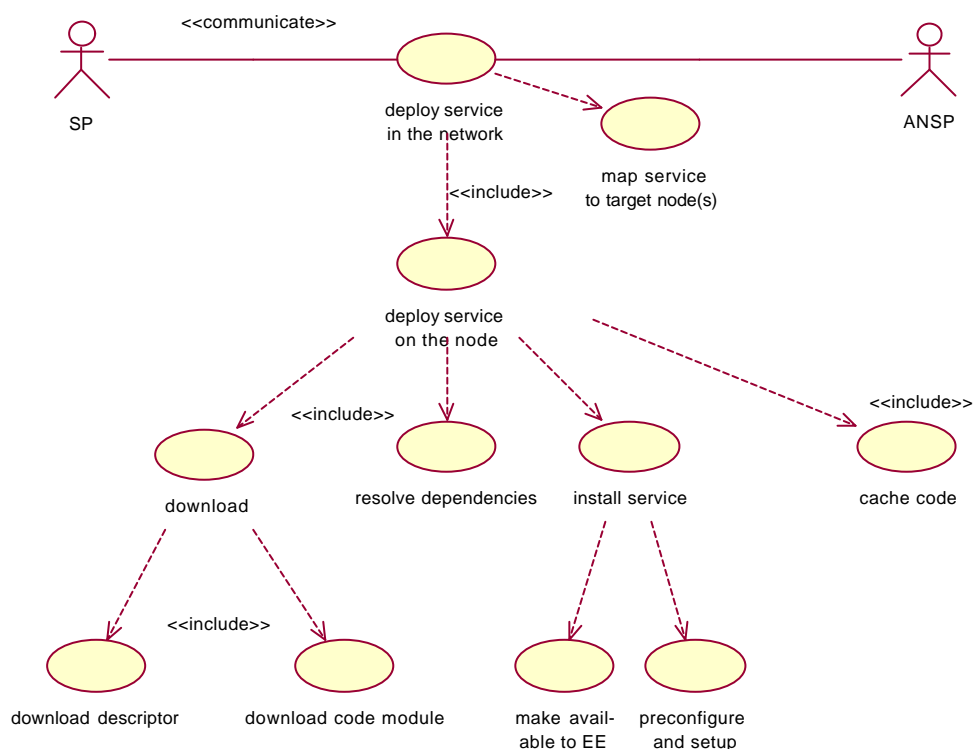 <<communicate>>
SP
deploy service
in the network
ANSP
map service
to target node(s)
<<include>>
deploy service
on the node
<<include>>
<<include>>
download
resolve dependencies
install service
cache code
<<include>>
download descriptor
download code module
make avail-
able to EE
preconfigure
and setup